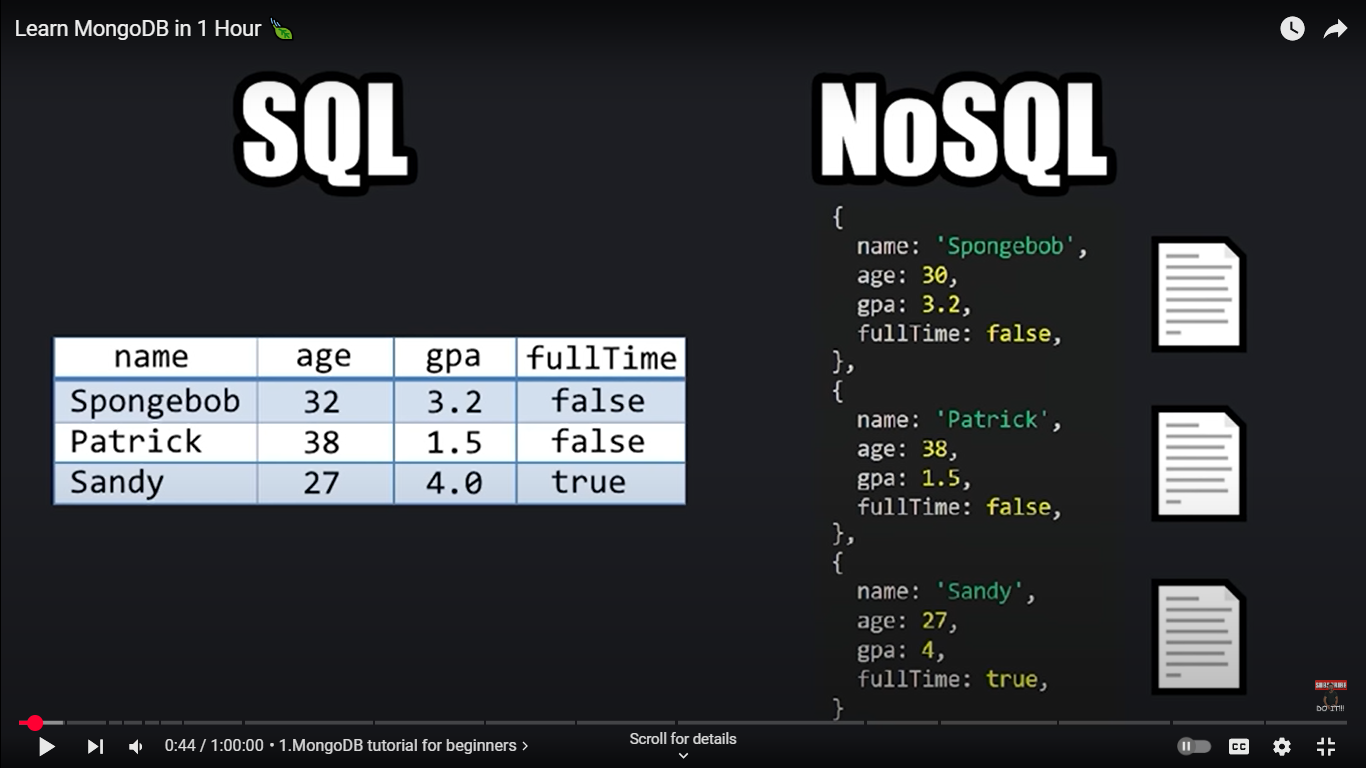 Learn MongoDB in 1 Hour
SQL
NoSQL
name age gpa fullTime
Spongebob 32 3.2 false
Patrick 38 1.5 false
Sandy 27 4.0 true
{
name: 'Spongebob',
age: 30,
gpa: 3.2,
fullTime: false,
},
{
name: 'Patrick',
age: 38,
gpa: 1.5,
fullTime: false,
},
{
name: 'Sandy',
age: 27,
gpa: 4,
fullTime: true,
}
SUBSCRIBE
DO IT!!
0:44 / 1:00:00 • 1.MongoDB tutorial for beginners ›
Scroll for details
CC